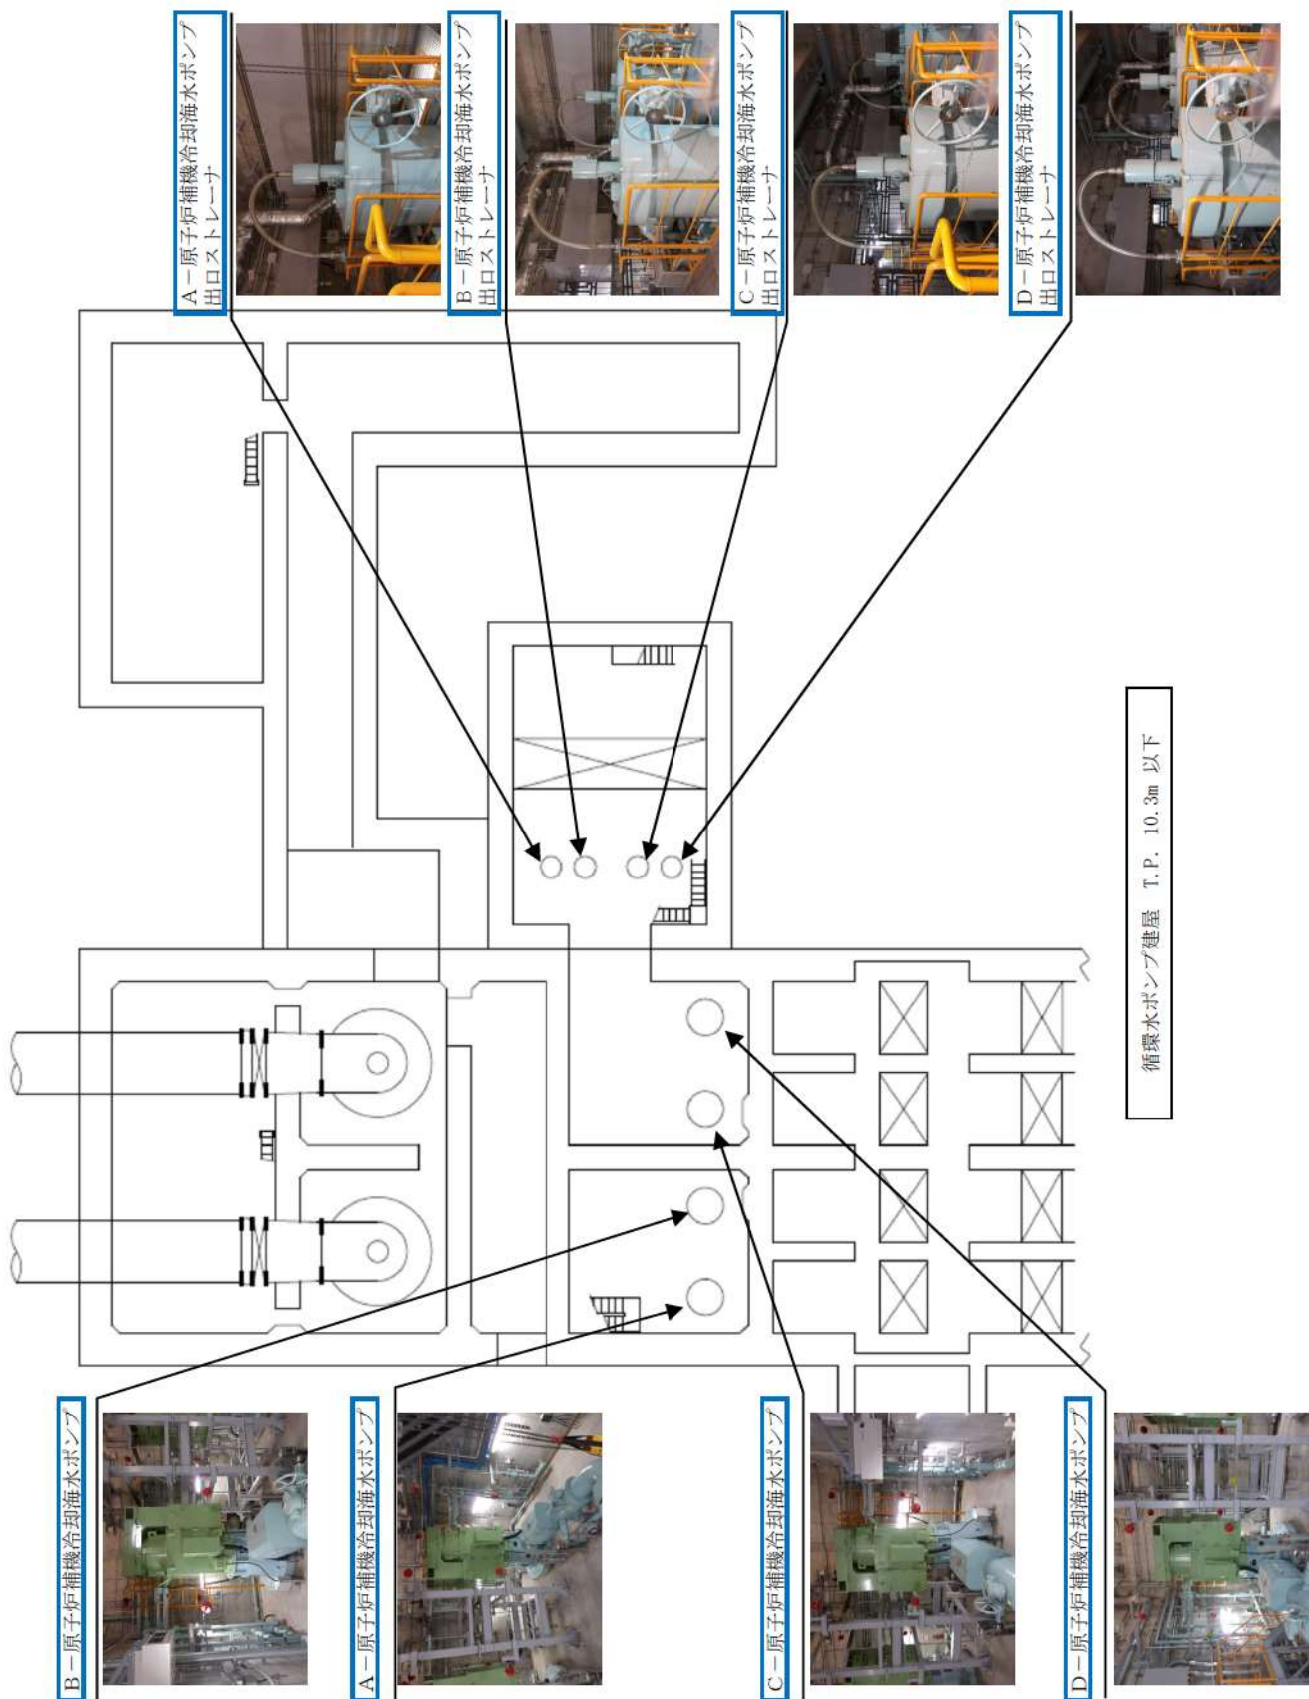 A－原子炉補機冷却海水ポンプ
出口ストレーナ
B－原子炉補機冷却海水ポンプ
出口ストレーナ
C－原子炉補機冷却海水ポンプ
出口ストレーナ
D－原子炉補機冷却海水ポンプ
出口ストレーナ
B－原子炉補機冷却海水ポンプ
A－原子炉補機冷却海水ポンプ
C－原子炉補機冷却海水ポンプ
D－原子炉補機冷却海水ポンプ
循環水ポンプ建屋 T.P. 10.3m 以下